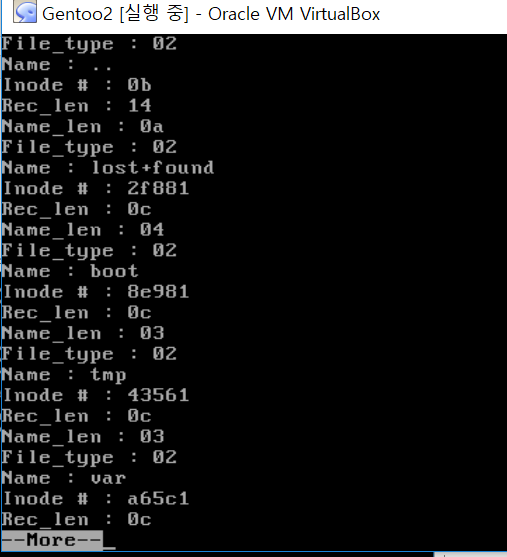 Gentoo2 [실행 중] - Oracle VM VirtualBox
File_type : 02
Name : ..
Inode # : 0b
Rec_len : 14
Name_len : 0a
File_type : 02
Name : lost+found
Inode # : 2f881
Rec_len : 0c
Name_len : 04
File_type : 02
Name : boot
Inode # : 8e981
Rec_len : 0c
Name_len : 03
File_type : 02
Name : tmp
Inode # : 43561
Rec_len : 0c
Name_len : 03
File_type : 02
Name : var
Inode # : a65c1
Rec_len : 0c
--More--_